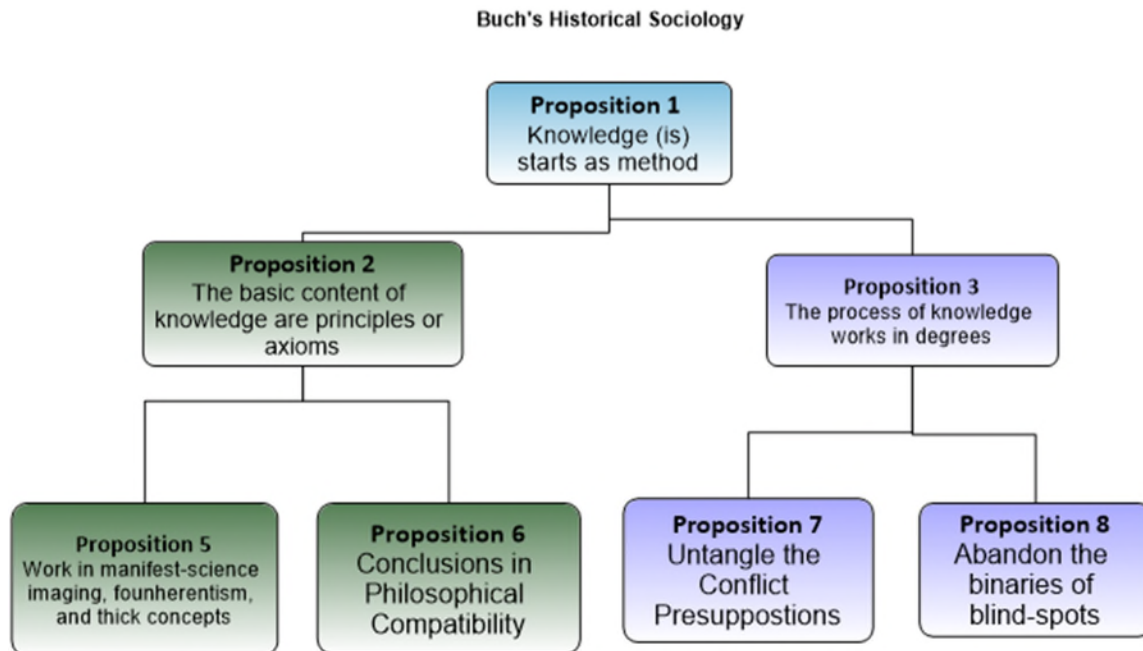 Buch's Historical Sociology
Proposition 1
Knowledge (is)
starts as method
Proposition 2
The basic content of
knowledge are principles or
axioms
Proposition 3
The process of knowledge
works in degrees
Proposition 5
Work in manifest-science
imaging, founherentism,
and thick concepts
Proposition 6
Conclusions in
Philosophical
Compatibility
Proposition 7
Untangle the
Conflict
Presuppostions
Proposition 8
Abandon the
binaries of
blind-spots